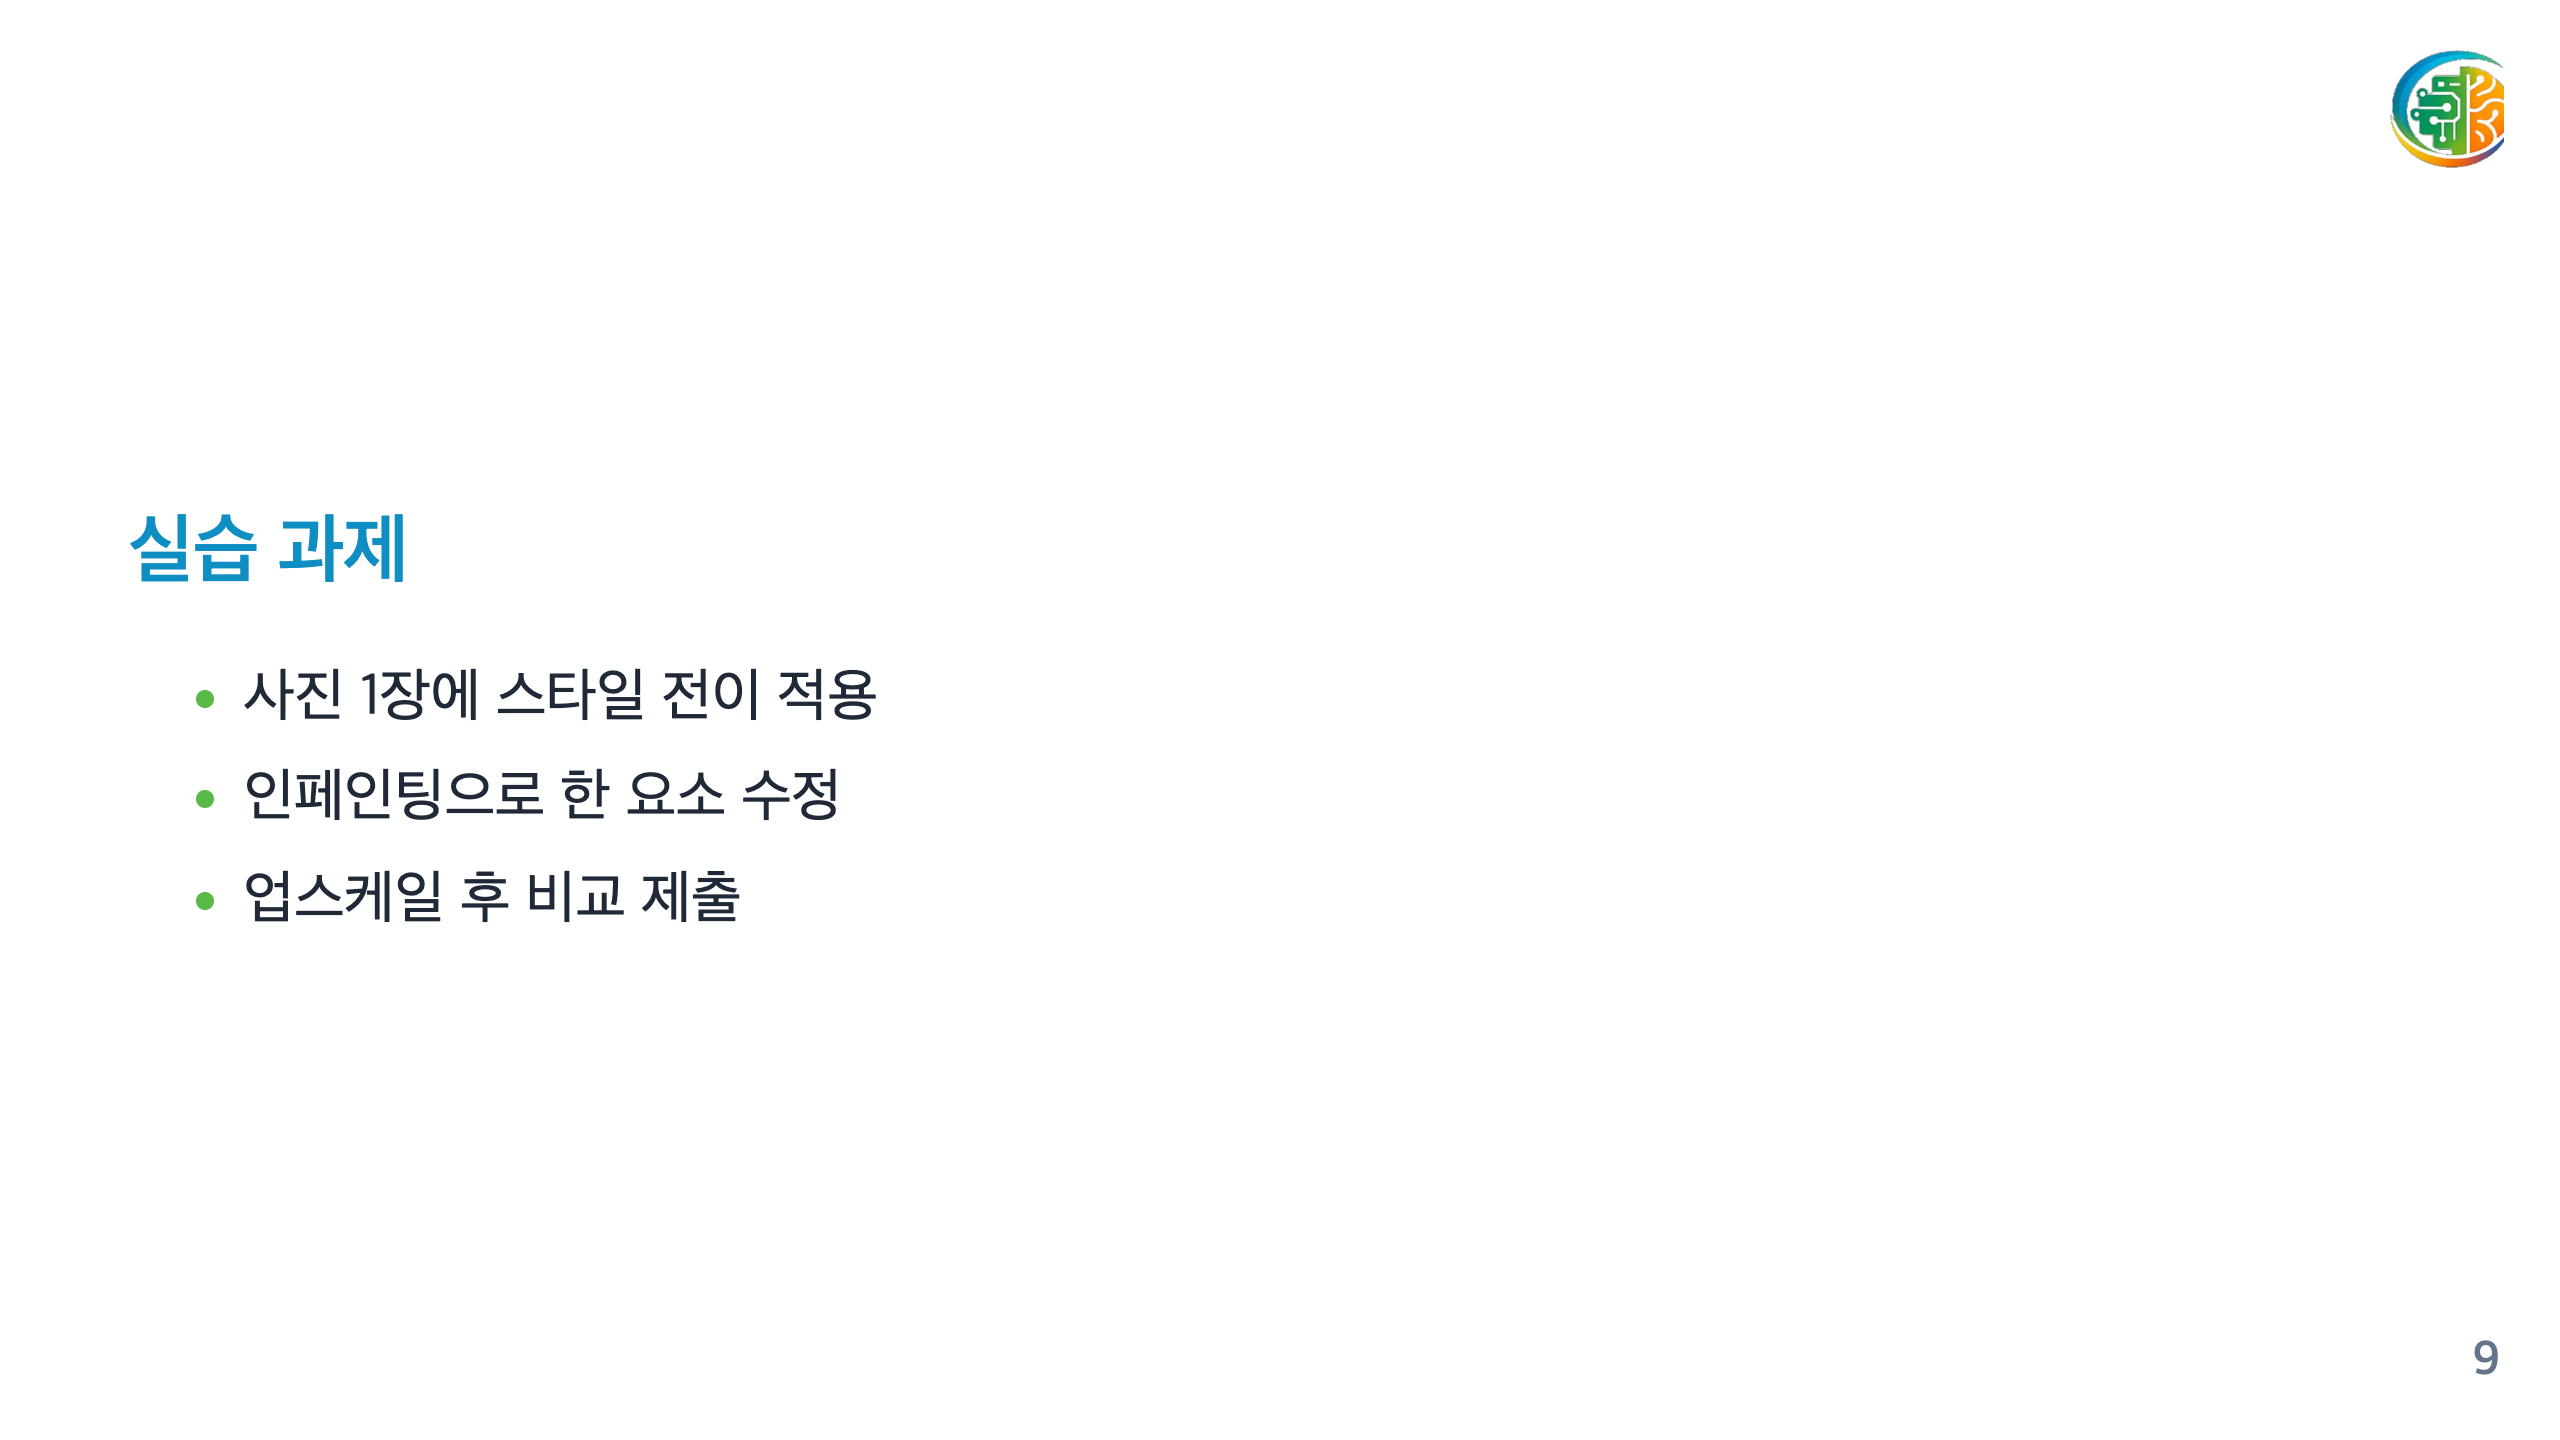 실습 과제
사진 1장에 스타일 전이 적용
인페인팅으로 한 요소 수정
업스케일 후 비교 제출
9